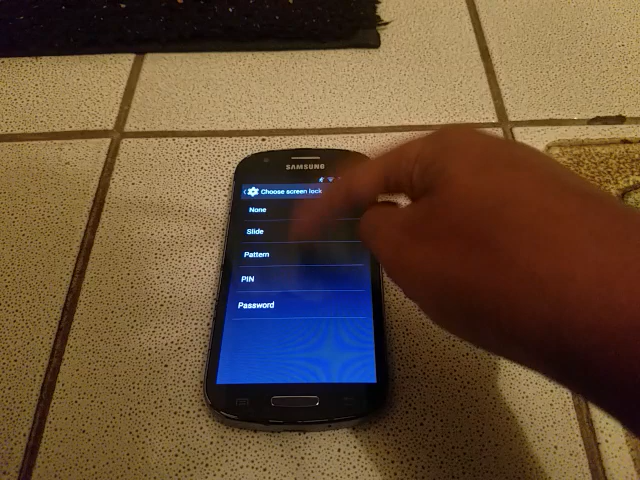 SAMSUNG
Choose screen lock
None
Slide
Pattern
PIN
Password